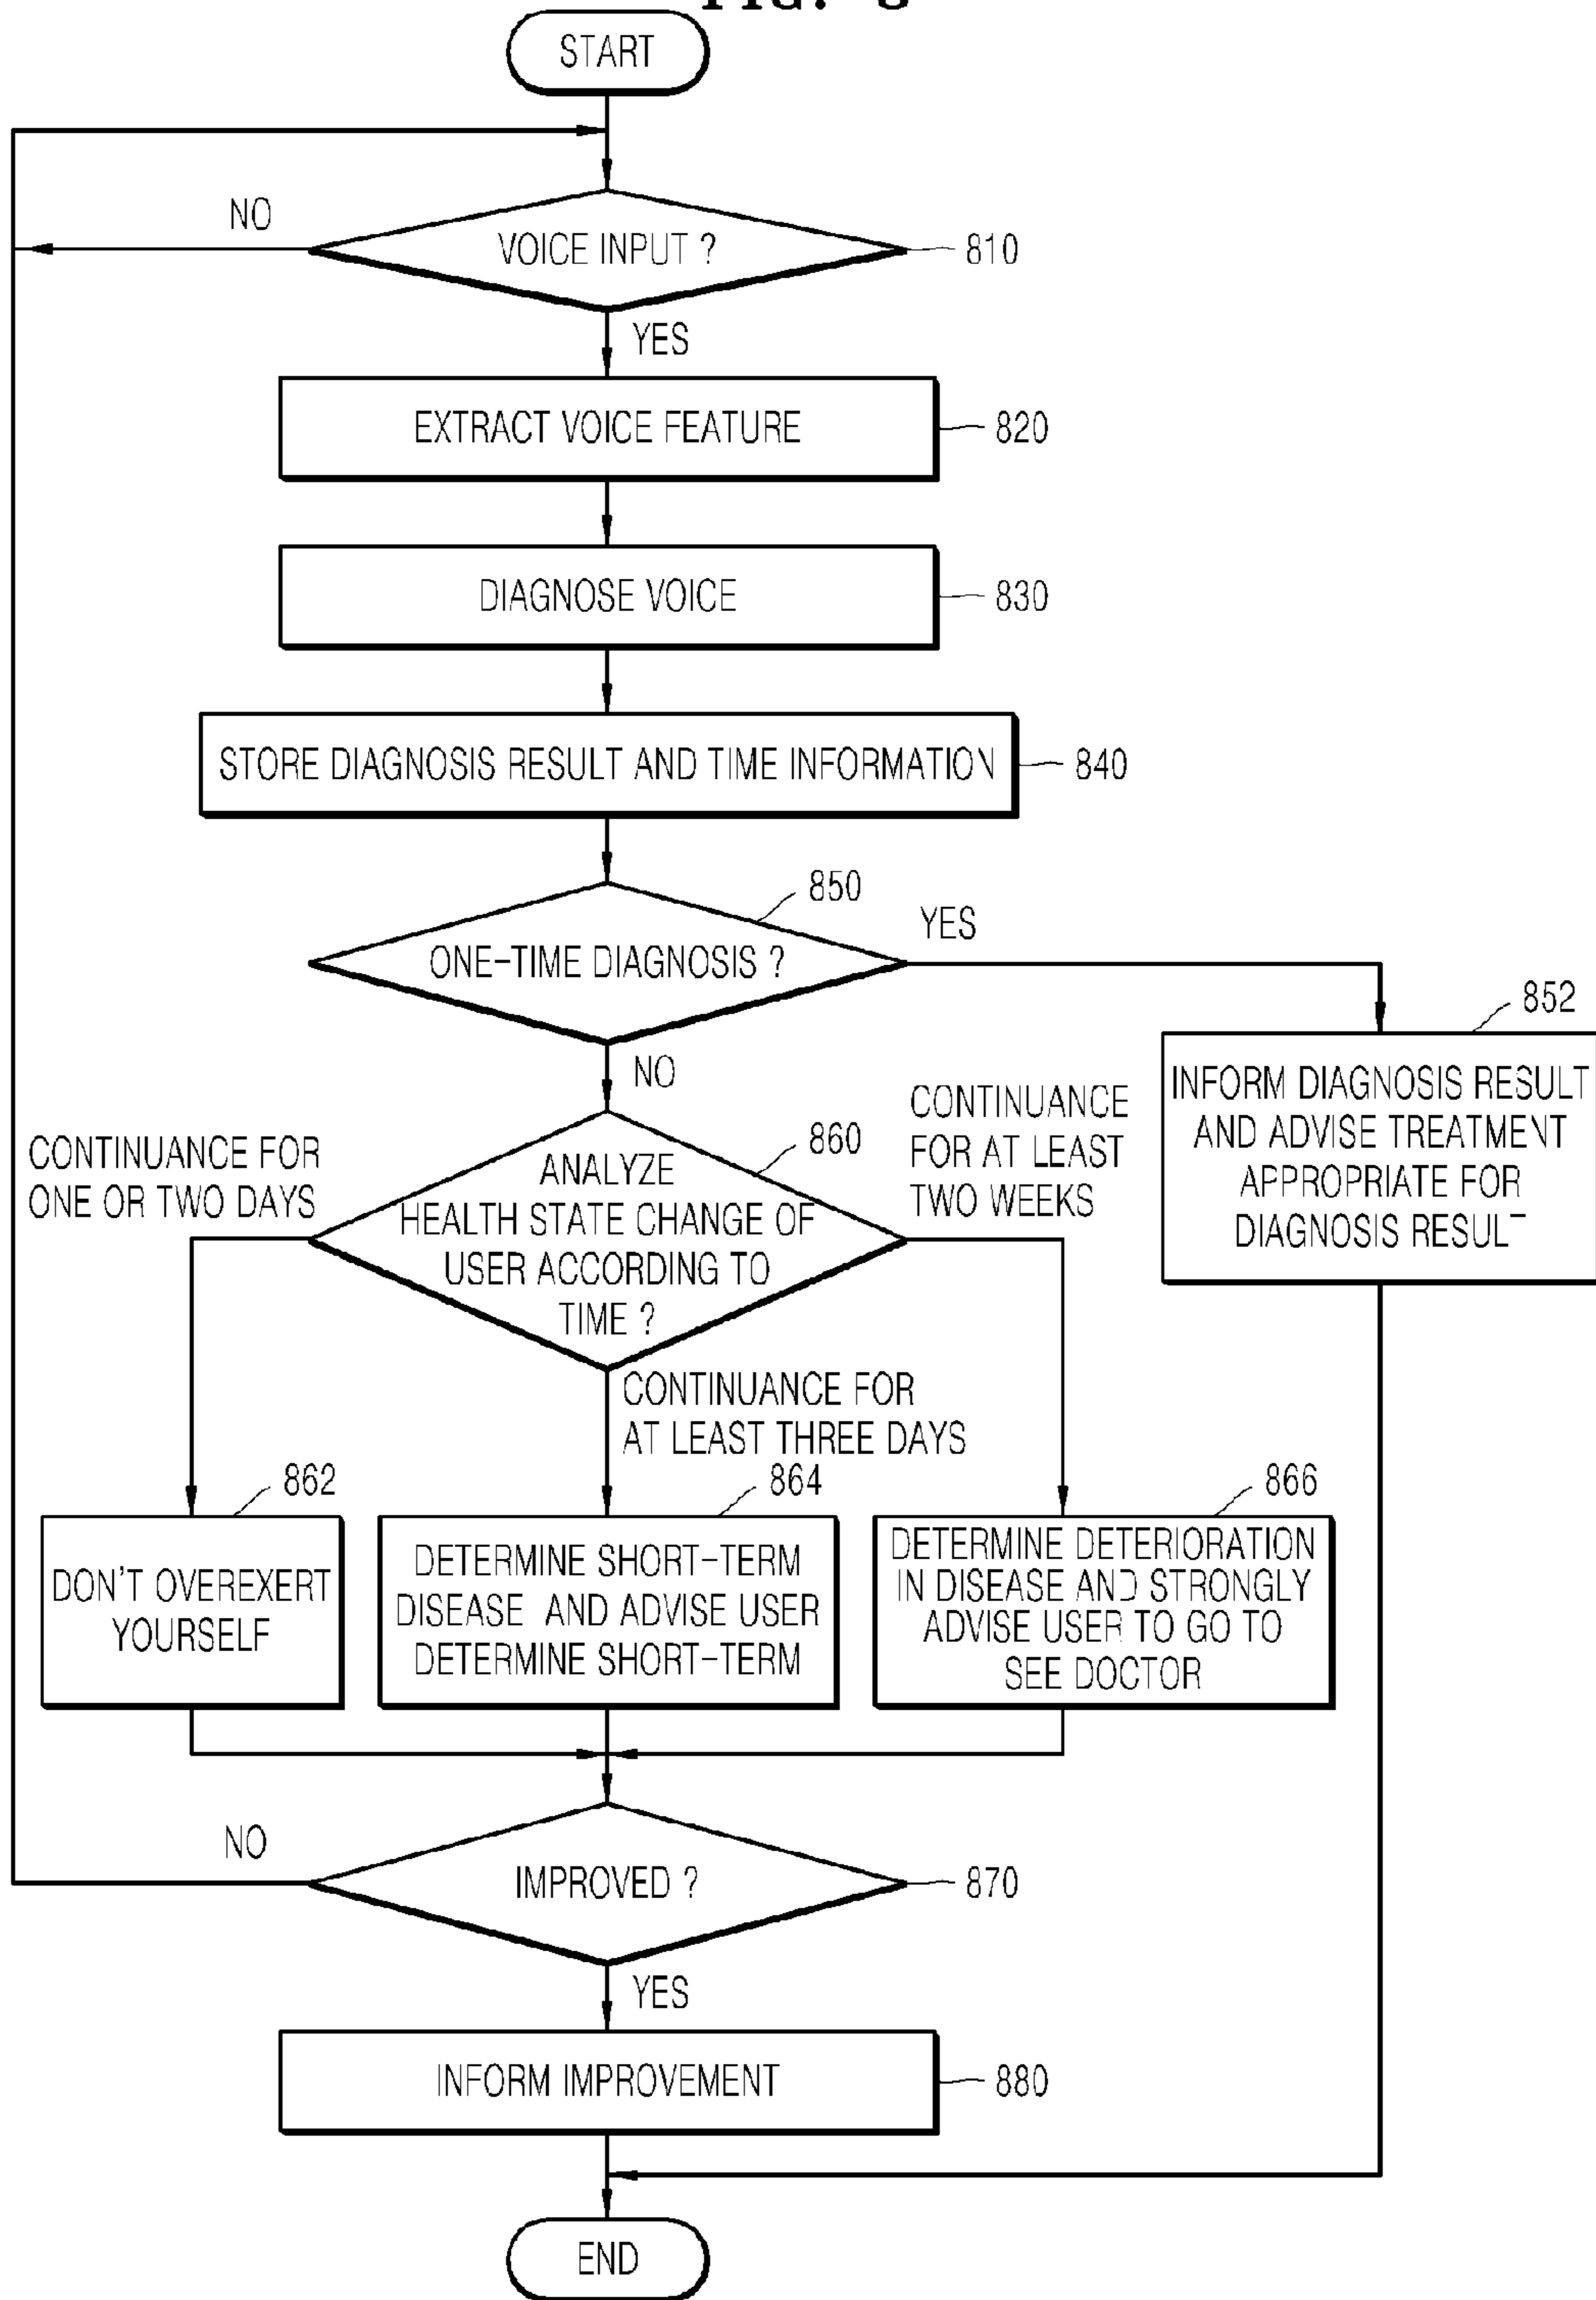 FIG. 8
START
NO
VOICE INPUT ?
810
YES
EXTRACT VOICE FEATURE
820
DIAGNOSE VOICE
830
STORE DIAGNOSIS RESULT AND TIME INFORMATION
840
850
YES
ONE-TIME DIAGNOSIS ?
852
NO
INFORM DIAGNOSIS RESULT
AND ADVISE TREATMENT
APPROPRIATE FOR
DIAGNOSIS RESULT
CONTINUANCE FOR
ONE OR TWO DAYS
860
CONTINUANCE
FOR AT LEAST
TWO WEEKS
ANALYZE
HEALTH STATE CHANGE OF
USER ACCORDING TO
TIME ?
CONTINUANCE FOR
AT LEAST THREE DAYS
862
864
866
DON'T OVEREXERT
YOURSELF
DETERMINE SHORT-TERM
DISEASE AND ADVISE USER
DETERMINE SHORT-TERM
DETERMINE DETERIORATION
IN DISEASE AND STRONGLY
ADVISE USER TO GO TO
SEE DOCTOR
NO
IMPROVED ?
870
YES
INFORM IMPROVEMENT
880
END